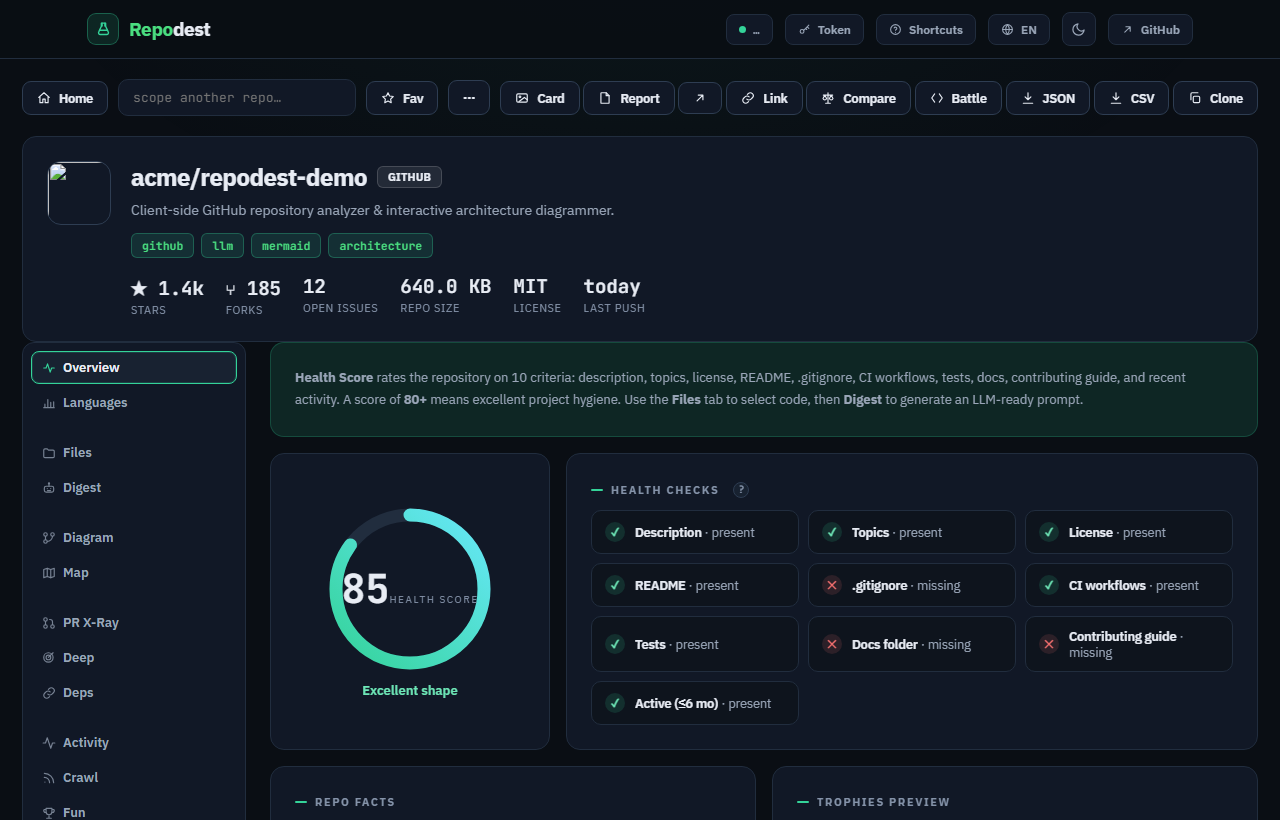 Repodest
… Token Shortcuts EN GitHub
Home scope another repo… Fav ··· Card Report Link Compare Battle JSON CSV Clone
acme/repodest-demo GITHUB
Client-side GitHub repository analyzer & interactive architecture diagrammer.
github llm mermaid architecture
★ 1.4k ⑂ 185 12 640.0 KB MIT today
STARS FORKS OPEN ISSUES REPO SIZE LICENSE LAST PUSH
Overview
Languages
Files
Digest
Diagram
Map
PR X-Ray
Deep
Deps
Activity
Crawl
Fun
Health Score rates the repository on 10 criteria: description, topics, license, README, .gitignore, CI workflows, tests, docs, contributing guide, and recent
activity. A score of 80+ means excellent project hygiene. Use the Files tab to select code, then Digest to generate an LLM-ready prompt.
85 HEALTH SCORE
Excellent shape
HEALTH CHECKS ?
✓ Description · present
✓ Topics · present
✓ License · present
✓ README · present
✕ .gitignore · missing
✓ CI workflows · present
✓ Tests · present
✕ Docs folder · missing
✕ Contributing guide ·
missing
✓ Active (≤6 mo) · present
REPO FACTS
TROPHIES PREVIEW